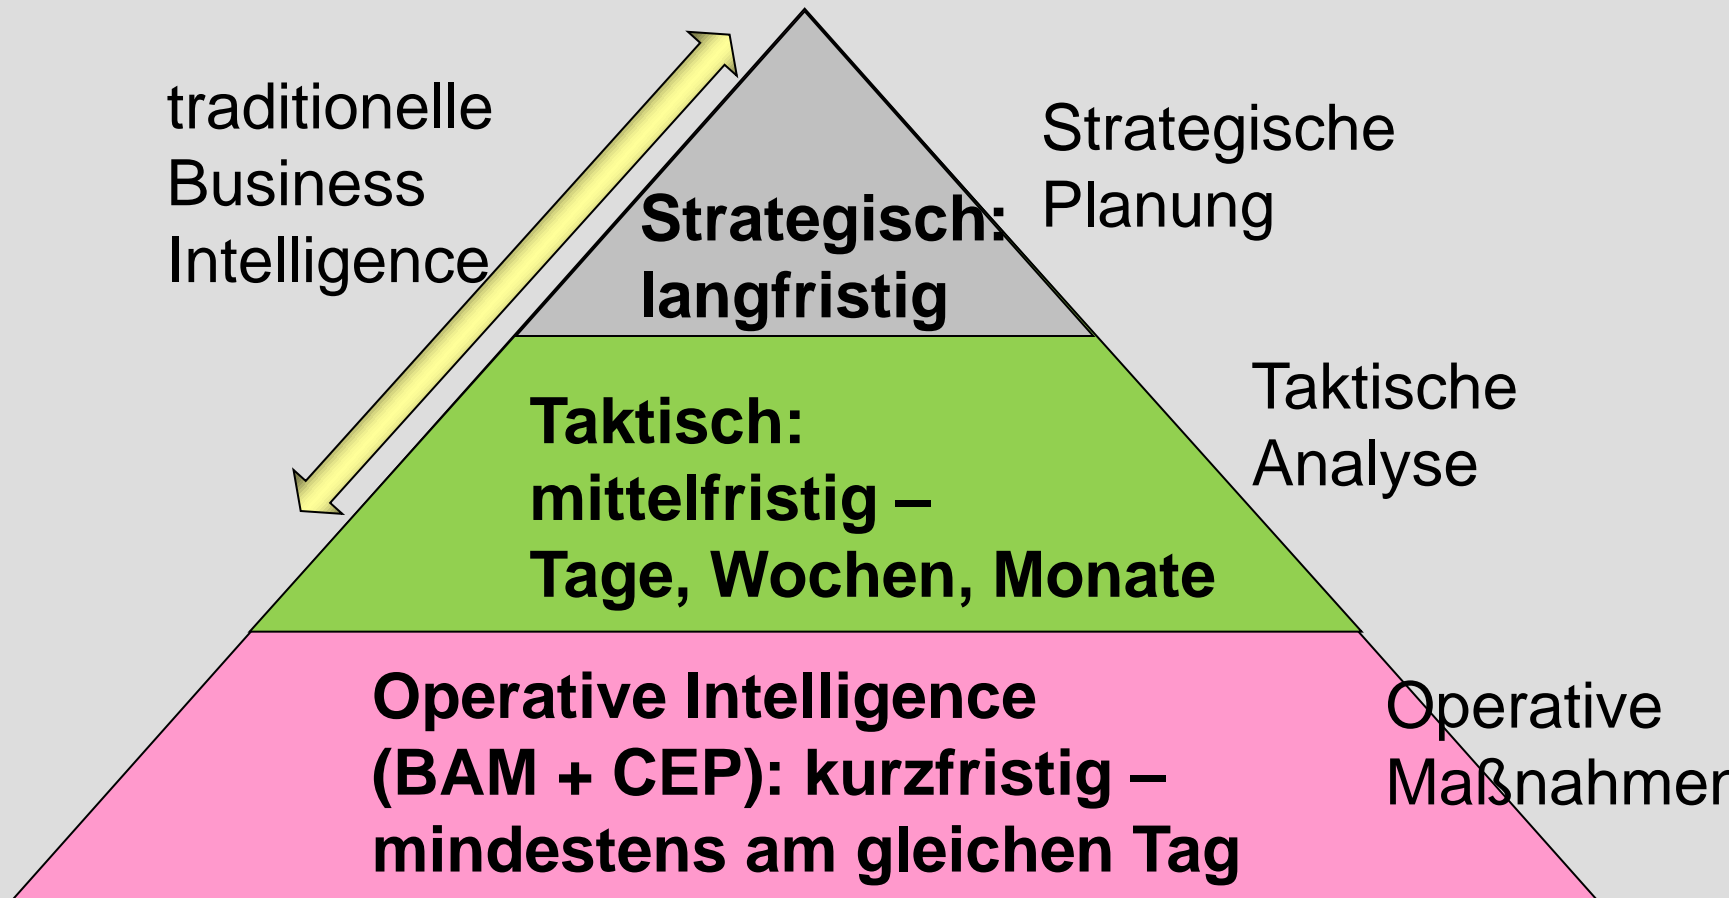 traditionelle
Business
Intelligence
Strategische
Planung
Strategisch:
langfristig
Taktische
Analyse
Taktisch:
mittelfristig –
Tage, Wochen, Monate
Operative Intelligence
(BAM + CEP): kurzfristig –
mindestens am gleichen Tag
Operative
Maßnahmen